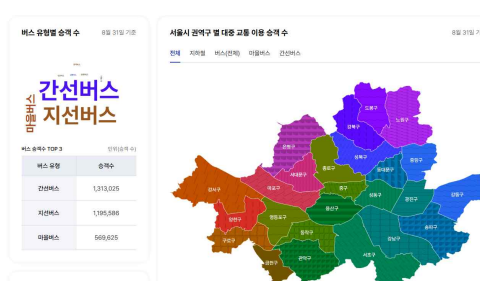 버스 유형별 승객 수
8월 31일 기준
간선버스
지선버스
마을버스
버스 승객수 TOP 3
단위(승객 수)
버스 유형
승객수
간선버스
1,313,025
지선버스
1,195,586
마을버스
569,625
서울시 권역구 별 대중 교통 이용 승객 수
8월 31일 기
전체
지하철
버스(전체)
마을버스
간선버스
도봉구
노원구
강북구
은평구
성북구
중랑구
종로구
동대문구
서대문구
강서구
마포구
중구
성동구
광진구
강동구
양천구
영등포구
용산구
구로구
동작구
강남구
송파구
금천구
관악구
서초구